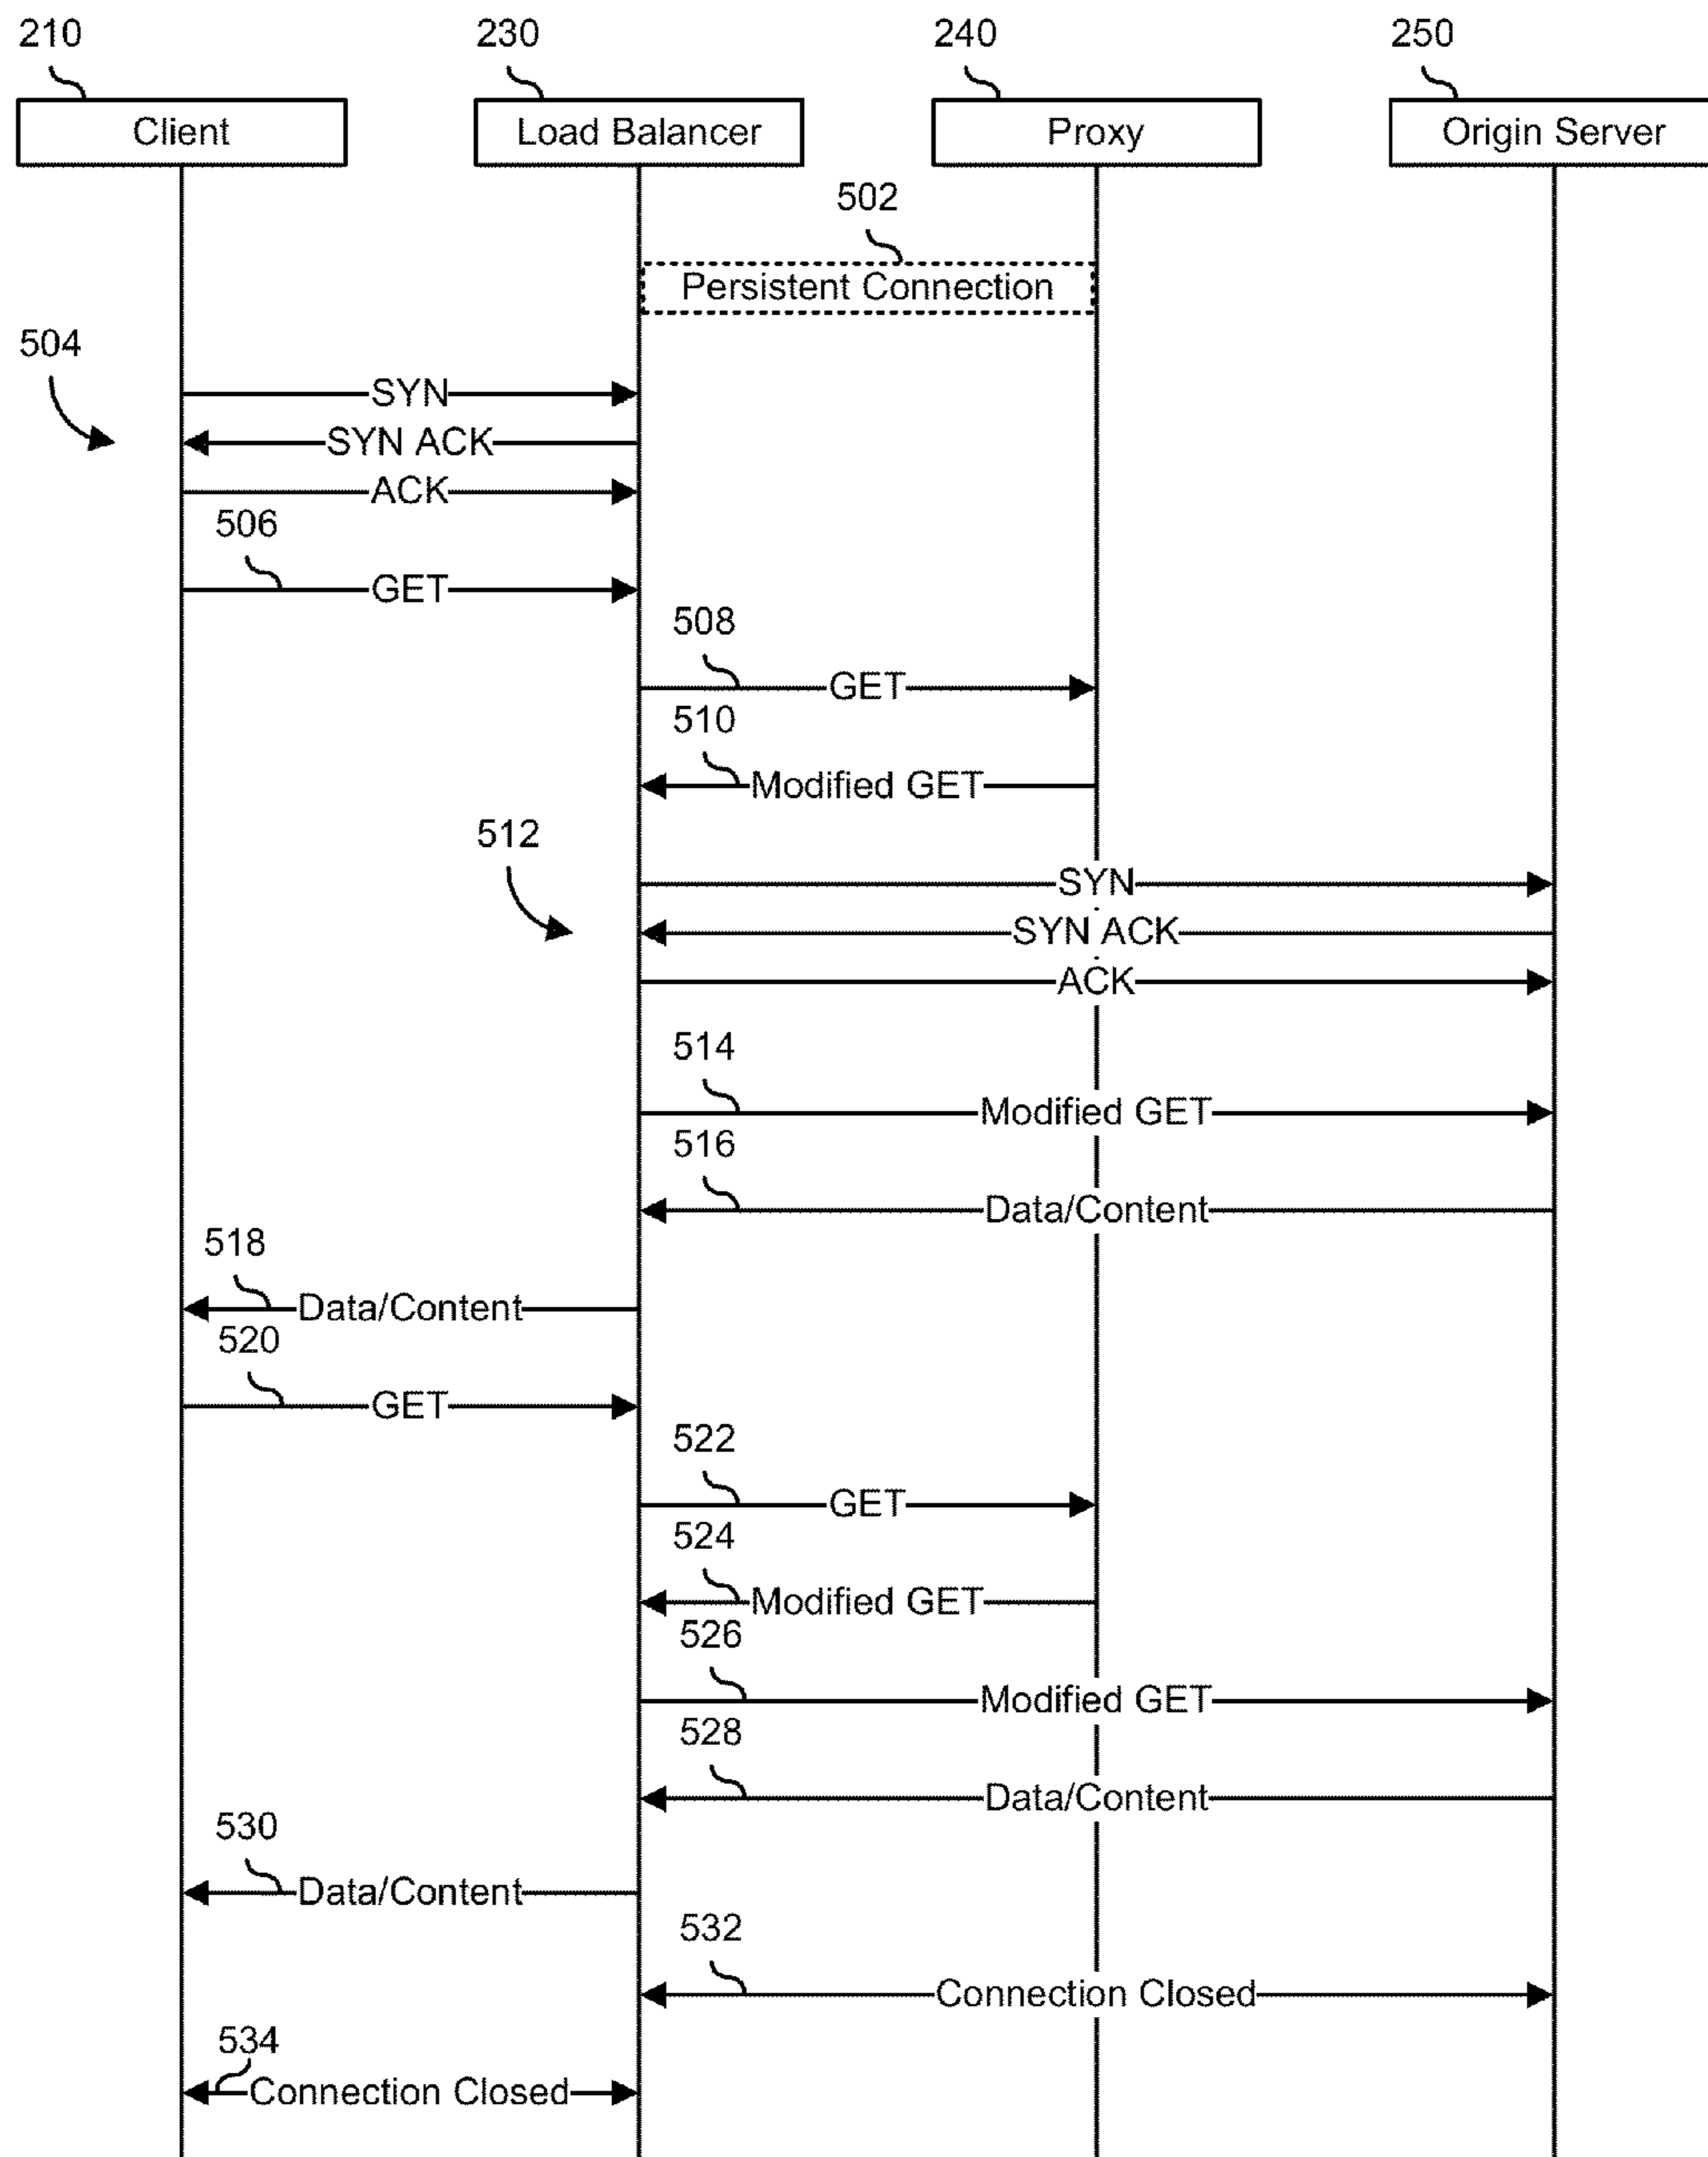 210 230 240 250
Client Load Balancer Proxy Origin Server
502
Persistent Connection
504
SYN
SYN ACK
ACK
506
GET
508
GET
510
Modified GET
512
SYN
SYN ACK
ACK
514
Modified GET
516
Data/Content
518
Data/Content
520
GET
522
GET
524
Modified GET
526
Modified GET
528
Data/Content
530
Data/Content
532
Connection Closed
534
Connection Closed